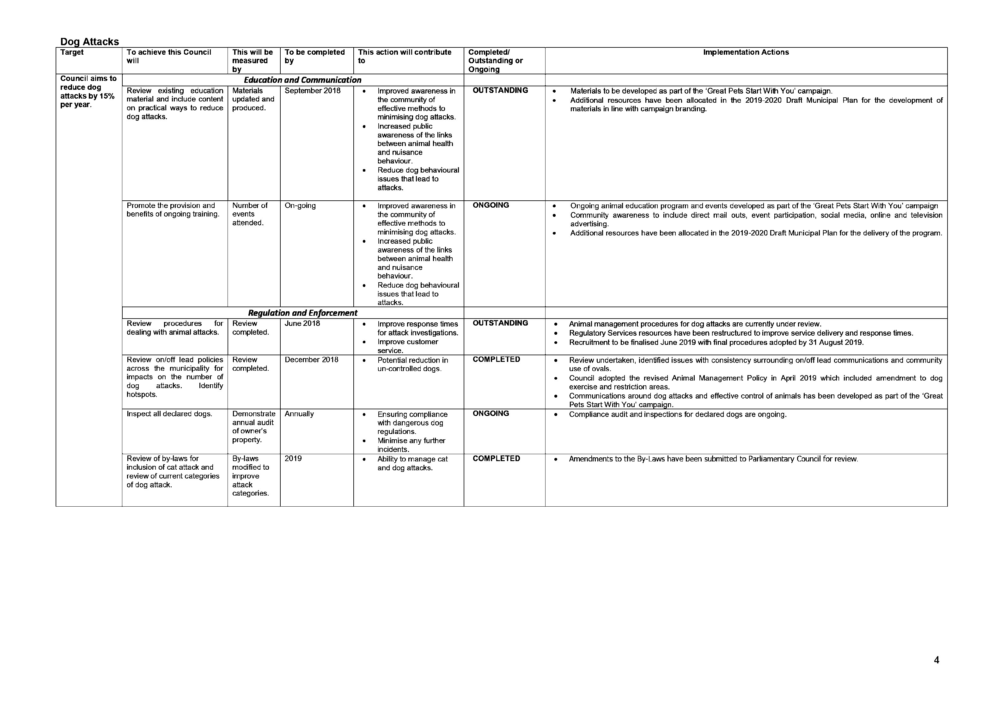 Dog Attacks
Target
To achieve this Council
will
This will be
measured
by
To be completed
by
This action will contribute
to
Completed/
Outstanding or
Ongoing
Implementation Actions
Council aims to
reduce dog
attacks by 15%
per year.
Education and Communication
Review existing education
material and include content
on practical ways to reduce
dog attacks.
Materials
updated and
produced.
September 2018
• Improved awareness in
the community of
effective methods to
minimising dog attacks.
• Increased public
awareness of the links
between animal health
and nuisance
behaviour.
• Reduce dog behavioural
issues that lead to
attacks.
OUTSTANDING
• Materials to be developed as part of the ‘Great Pets Start With You’ campaign.
• Additional resources have been allocated in the 2019-2020 Draft Municipal Plan for the development of
materials in line with campaign branding.
Promote the provision and
benefits of ongoing training.
Number of
events
attended.
On-going
• Improved awareness in
the community of
effective methods to
minimising dog attacks.
• Increased public
awareness of the links
between animal health
and nuisance
behaviour.
• Reduce dog behavioural
issues that lead to
attacks.
ONGOING
• Ongoing animal education program and events developed as part of the ‘Great Pets Start With You’ campaign
• Community awareness to include direct mail outs, event participation, social media, online and television
advertising.
• Additional resources have been allocated in the 2019-2020 Draft Municipal Plan for the delivery of the program.
Regulation and Enforcement
Review procedures for
dealing with animal attacks.
Review
completed.
June 2018
• Improve response times
for attack investigations.
• Improve customer
service.
OUTSTANDING
• Animal management procedures for dog attacks are currently under review.
• Regulatory Services resources have been restructured to improve service delivery and response times.
• Recruitment to be finalised June 2019 with final procedures adopted by 31 August 2019.
Review on/off lead policies
across the municipality for
impacts on the number of
dog attacks. Identify
hotspots.
Review
completed.
December 2018
• Potential reduction in
un-controlled dogs.
COMPLETED
• Review undertaken, identified issues with consistency surrounding on/off lead communications and community
use of ovals.
• Council adopted the revised Animal Management Policy in April 2019 which included amendment to dog
exercise and restriction areas.
• Communications around dog attacks and effective control of animals has been developed as part of the ‘Great
Pets Start With You’ campaign.
Inspect all declared dogs.
Demonstrate
annual audit
of owner’s
property.
Annually
• Ensuring compliance
with dangerous dog
regulations.
• Minimise any further
incidents.
ONGOING
• Compliance audit and inspections for declared dogs are ongoing.
Review of by-laws for
inclusion of cat attack and
review of current categories
of dog attack.
By-laws
modified to
improve
attack
categories.
2019
• Ability to manage cat
and dog attacks.
COMPLETED
• Amendments to the By-Laws have been submitted to Parliamentary Council for review.
4